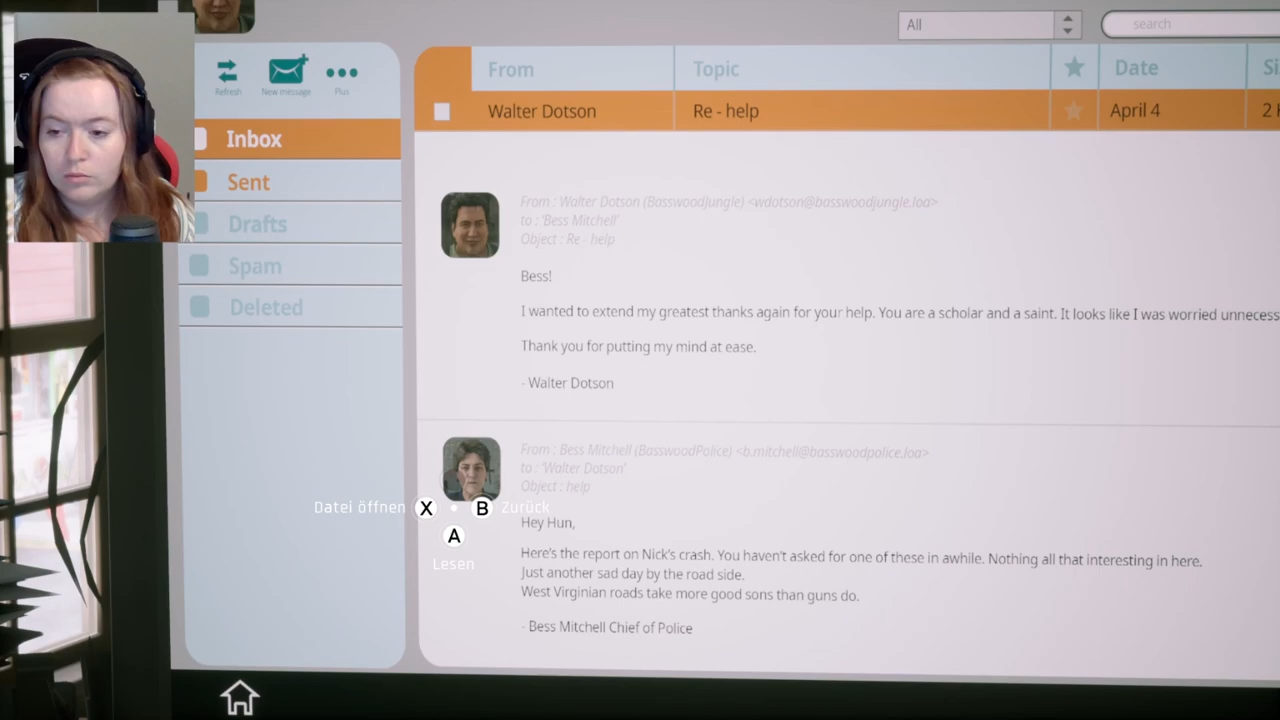 All
search
Refresh
New message
Plus
From
Topic
Date
Walter Dotson
Re - help
April 4
Inbox
Sent
Drafts
Spam
Deleted
From : Walter Dotson (BasswoodJungle) <wdotson@basswoodjungle.loa>
to : 'Bess Mitchell'
Object : Re - help
Bess!
I wanted to extend my greatest thanks again for your help. You are a scholar and a saint. It looks like I was worried
Thank you for putting my mind at ease.
- Walter Dotson
From : Bess Mitchell (BasswoodPolice) <b.mitchell@basswoodpolice.loa>
to : 'Walter Dotson'
Object : help
Hey Hun,
Here's the report on Nick's crash. You haven't asked for one of these in awhile. Nothing all that interesting in here.
Just another sad day by the road side.
West Virginian roads take more good sons than guns do.
- Bess Mitchell Chief of Police
Datei öffnen X B Zurück
A
Lesen